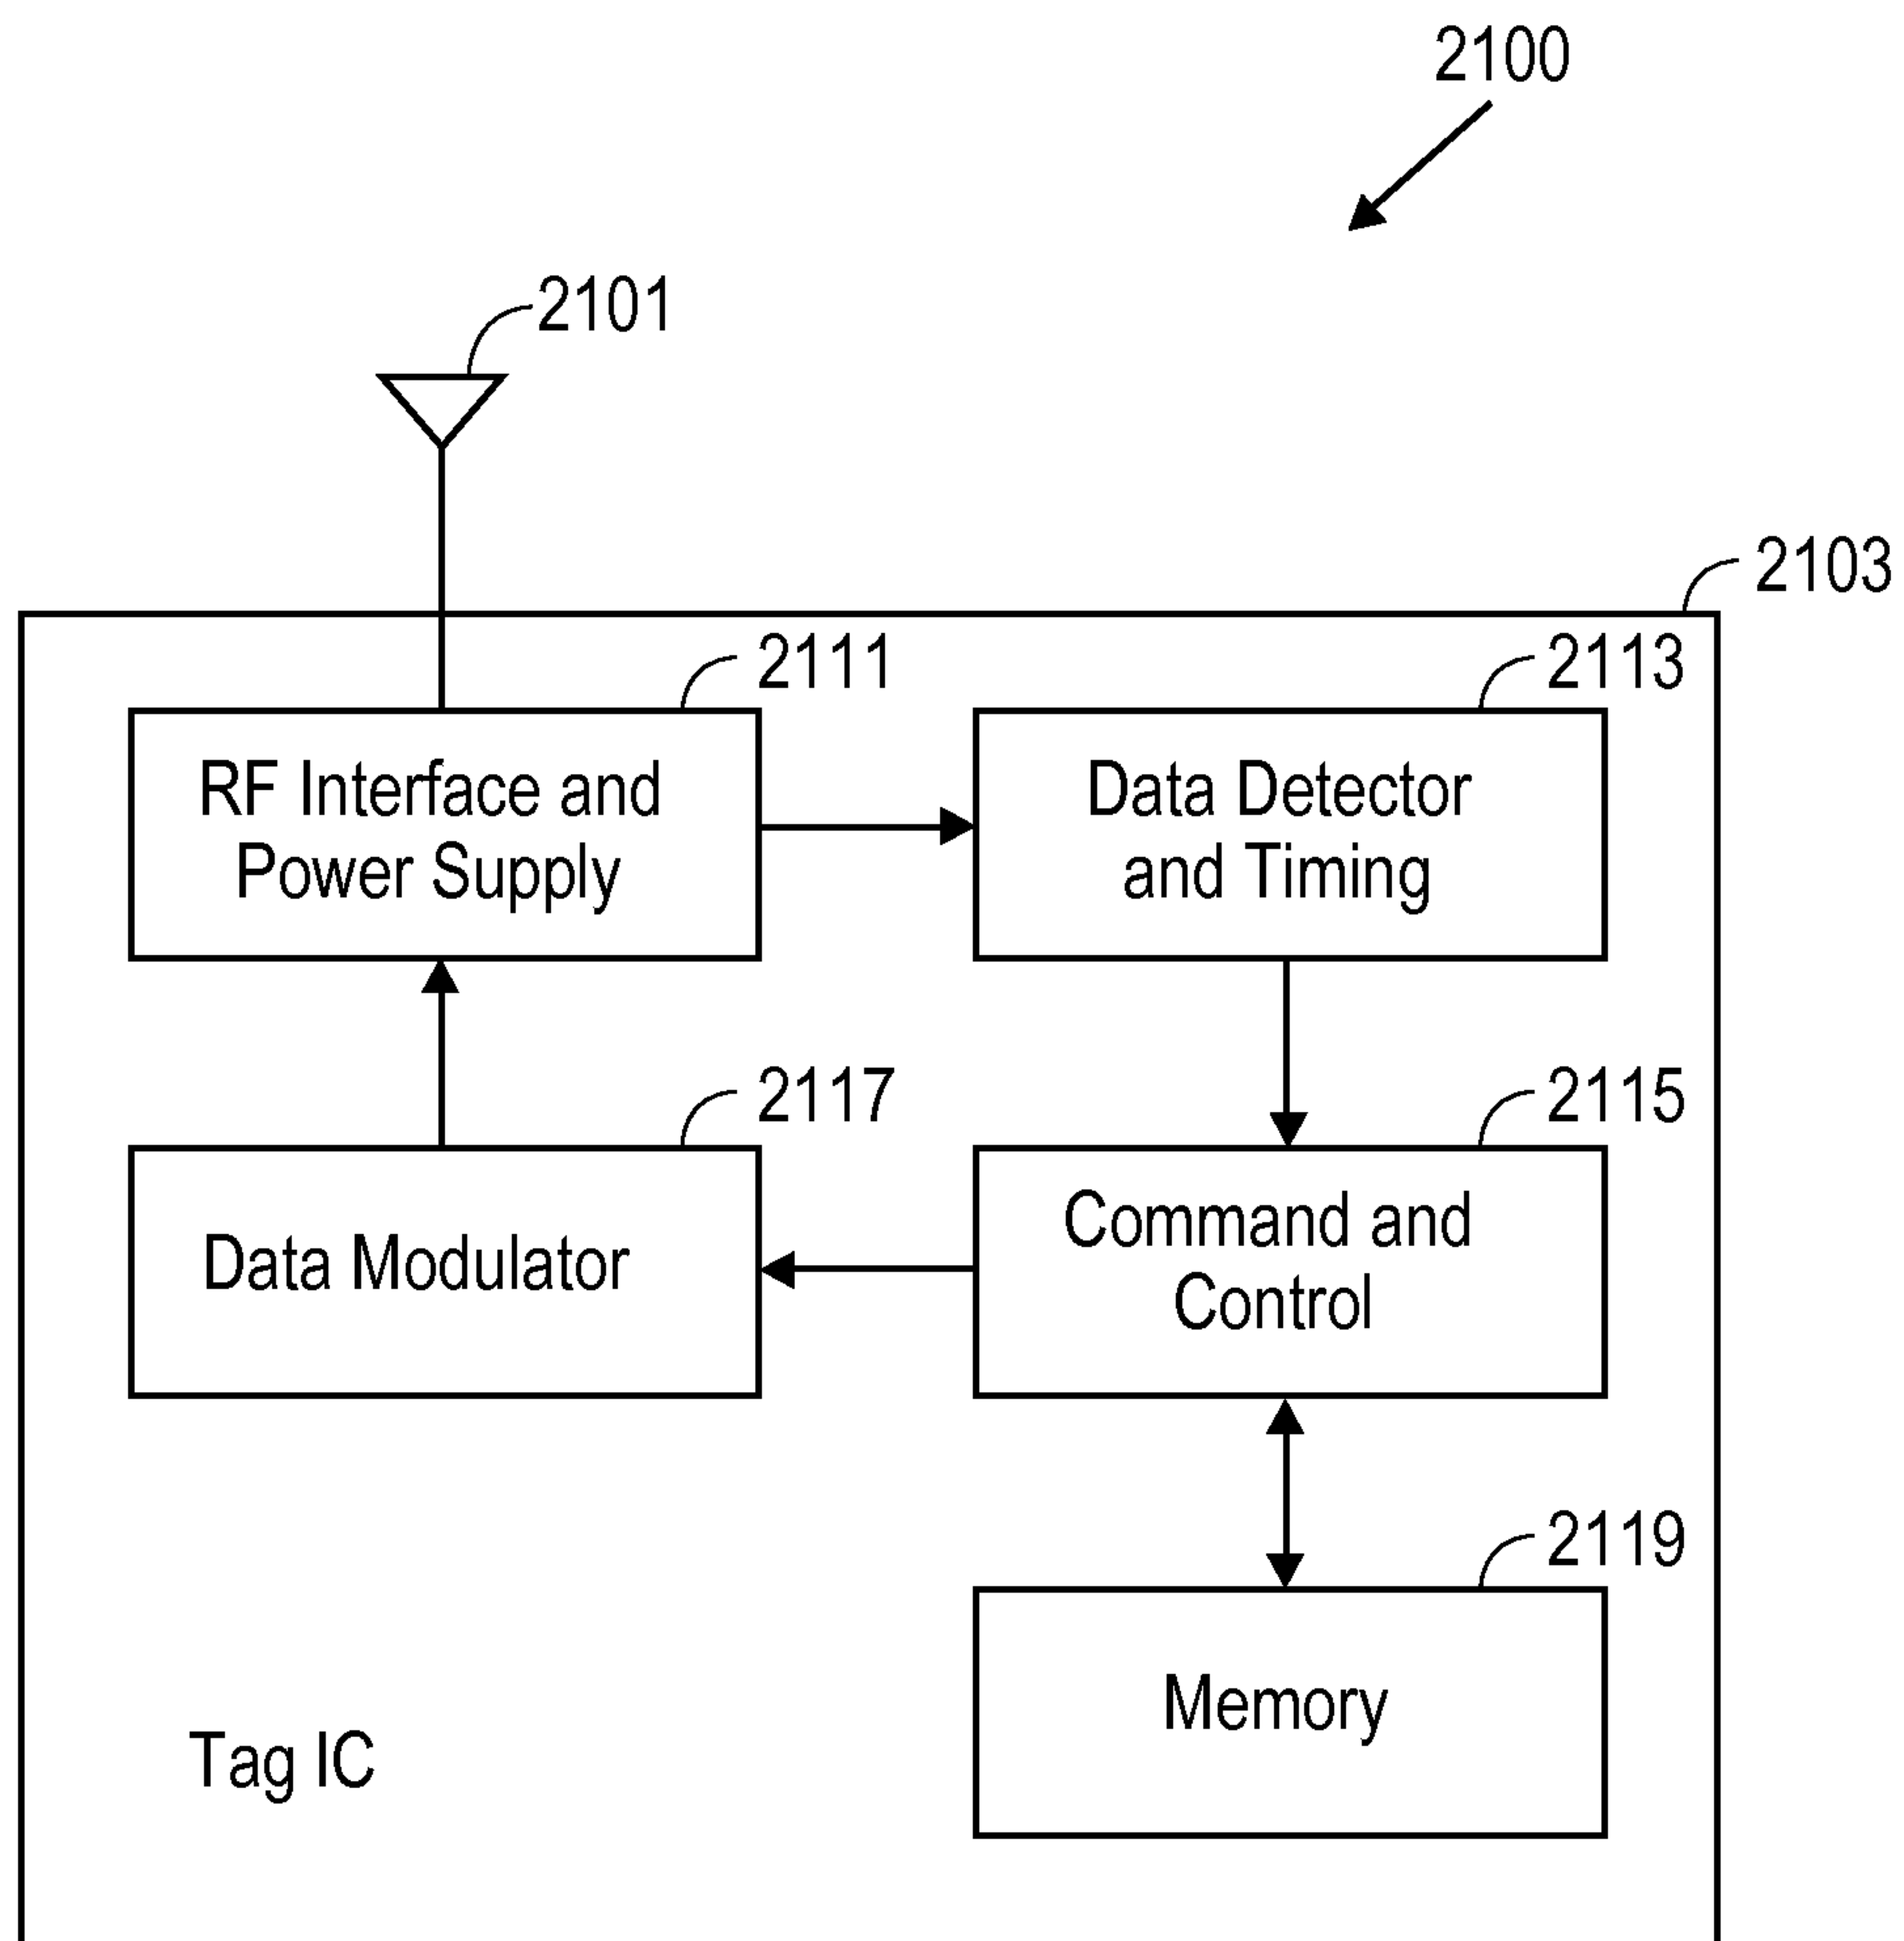 2100
2101
2103
2111
2113
RF Interface and
Power Supply
Data Detector
and Timing
2117
2115
Data Modulator
Command and
Control
2119
Memory
Tag IC